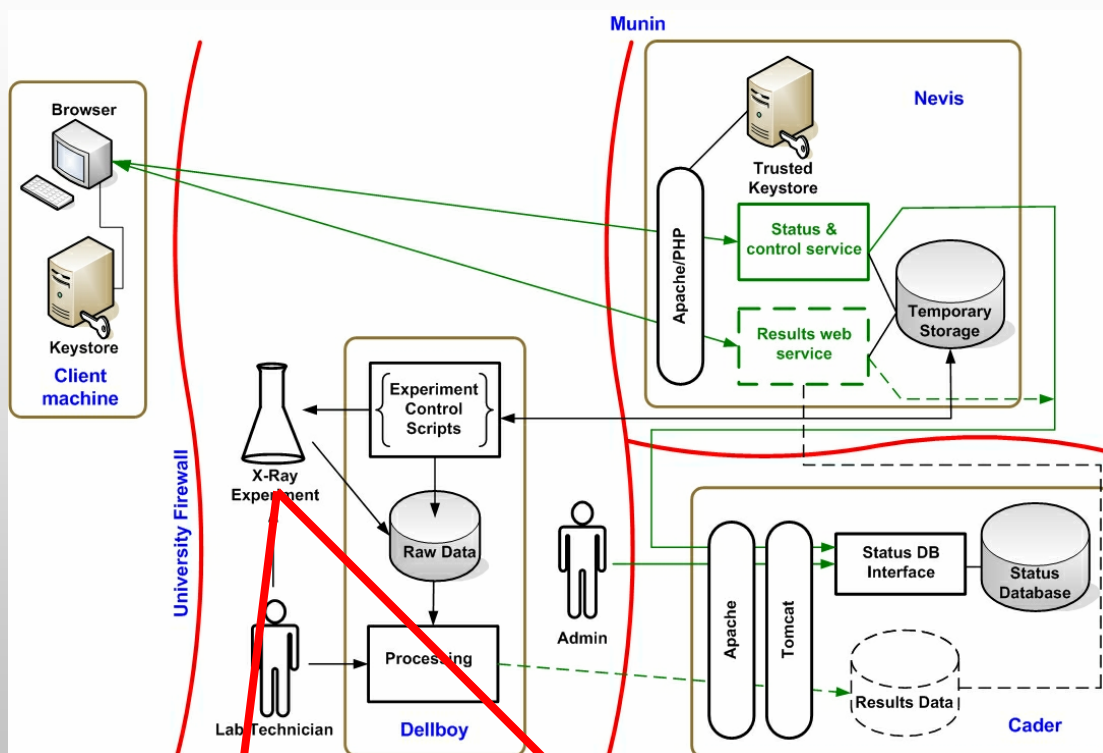 Munin
Browser
Nevis
Trusted
Keystore
Apache/PHP
Status &
control service
Temporary
Storage
Results web
service
Keystore
Client
machine
University Firewall
Experiment
Control
Scripts
X-Ray
Experiment
Raw Data
Admin
Processing
Lab Technician
Dellboy
Apache
Tomcat
Status DB
Interface
Status
Database
Results Data
Cader